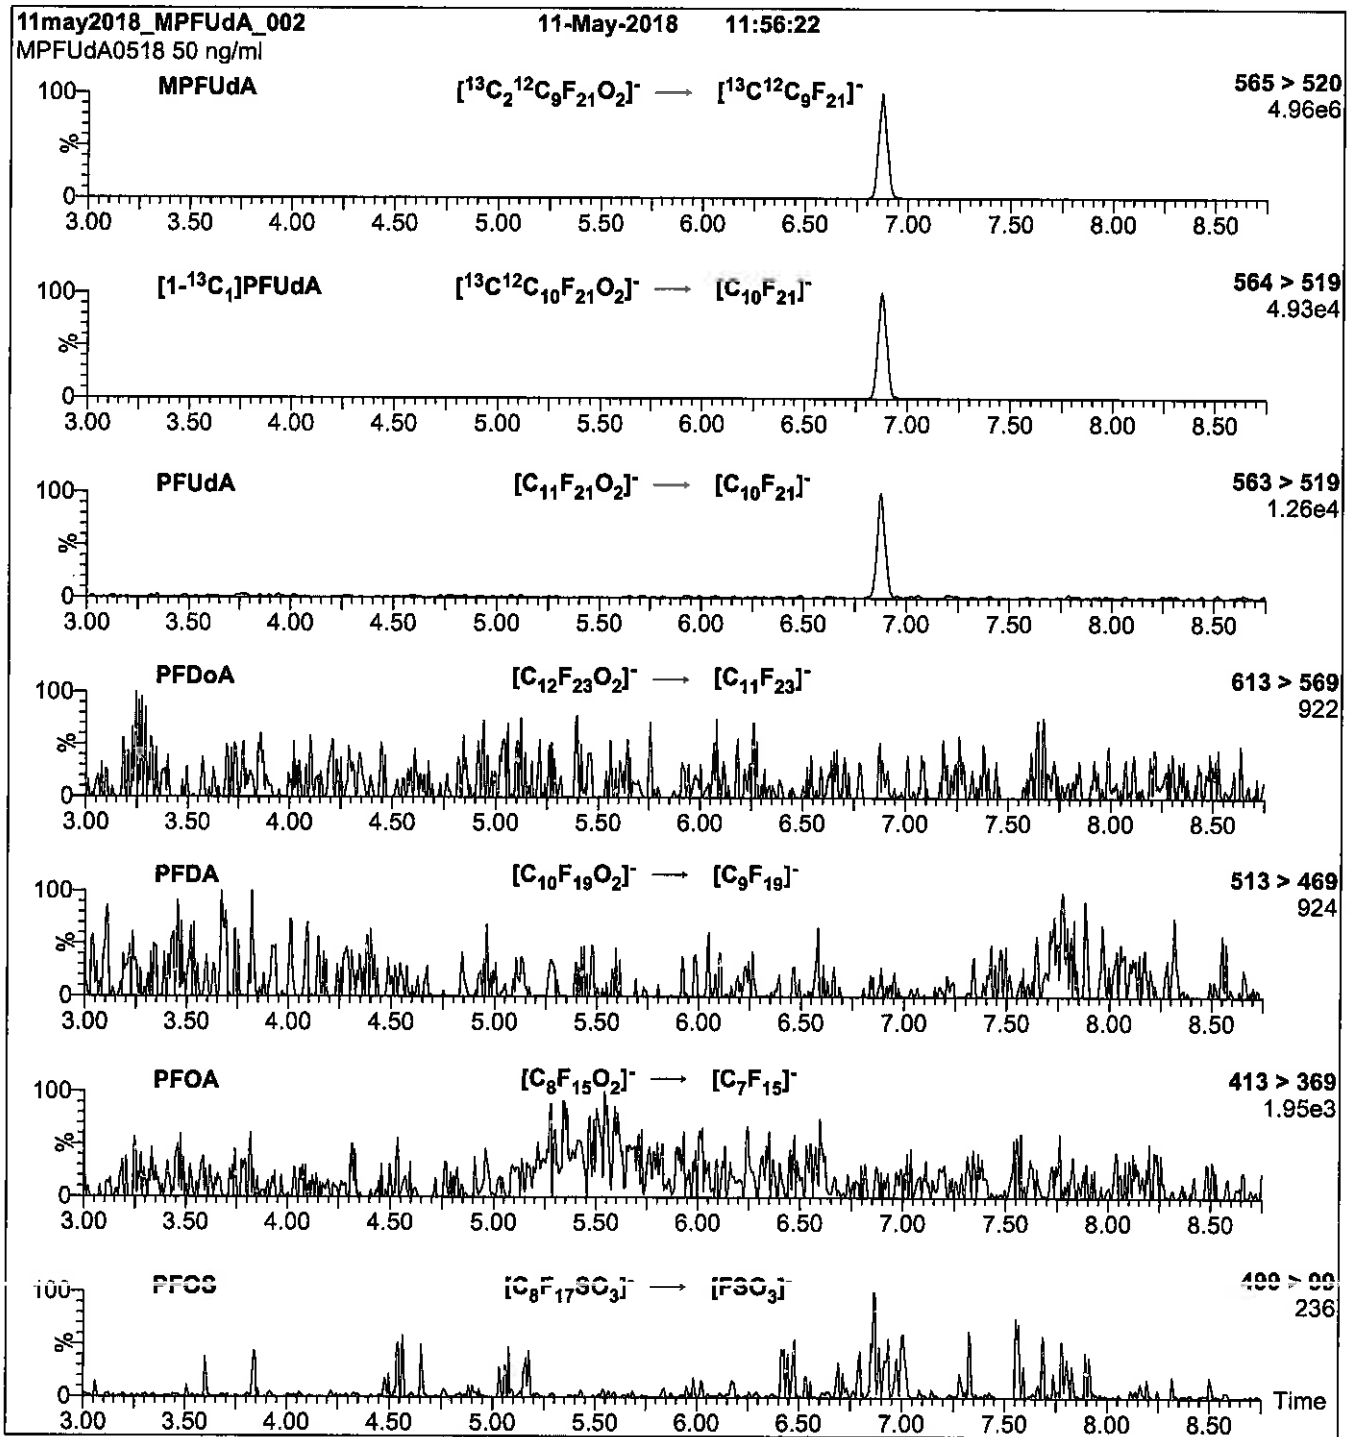 11may2018_MPFUdA_002 11-May-2018 11:56:22
MPFUdA0518 50 ng/ml
MPFUdA [¹³C₂¹²C₉F₂₁O₂]⁻ → [¹³C¹²C₉F₂₁]⁻ 565 > 520
4.96e6
100
%
0
3.00 3.50 4.00 4.50 5.00 5.50 6.00 6.50 7.00 7.50 8.00 8.50
[1-¹³C₁]PFUdA [¹³C¹²C₁₀F₂₁O₂]⁻ → [C₁₀F₂₁]⁻ 564 > 519
4.93e4
100
%
0
3.00 3.50 4.00 4.50 5.00 5.50 6.00 6.50 7.00 7.50 8.00 8.50
PFUdA [C₁₁F₂₁O₂]⁻ → [C₁₀F₂₁]⁻ 563 > 519
1.26e4
100
%
0
3.00 3.50 4.00 4.50 5.00 5.50 6.00 6.50 7.00 7.50 8.00 8.50
PFDoA [C₁₂F₂₃O₂]⁻ → [C₁₁F₂₃]⁻ 613 > 569
922
100
%
0
3.00 3.50 4.00 4.50 5.00 5.50 6.00 6.50 7.00 7.50 8.00 8.50
PFDA [C₁₀F₁₉O₂]⁻ → [C₉F₁₉]⁻ 513 > 469
924
100
%
0
3.00 3.50 4.00 4.50 5.00 5.50 6.00 6.50 7.00 7.50 8.00 8.50
PFOA [C₈F₁₅O₂]⁻ → [C₇F₁₅]⁻ 413 > 369
1.95e3
100
%
0
3.00 3.50 4.00 4.50 5.00 5.50 6.00 6.50 7.00 7.50 8.00 8.50
PFOS [C₈F₁₇SO₃]⁻ → [FSO₃]⁻ 499 > 99
236
100
%
0
Time
3.00 3.50 4.00 4.50 5.00 5.50 6.00 6.50 7.00 7.50 8.00 8.50